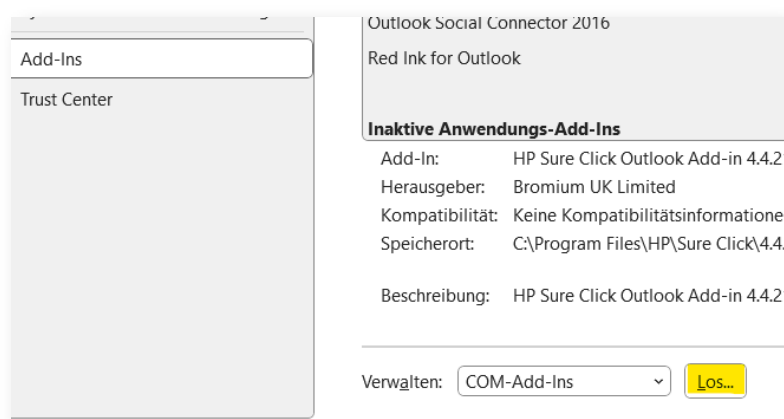 Outlook Social Connector 2016
Add-Ins
Red Ink for Outlook
Trust Center
Inaktive Anwendungs-Add-Ins
Add-In: HP Sure Click Outlook Add-in 4.4.2
Herausgeber: Bromium UK Limited
Kompatibilität: Keine Kompatibilitätsinformatione
Speicherort: C:\Program Files\HP\Sure Click\4.4.
Beschreibung: HP Sure Click Outlook Add-in 4.4.2
Verwalten: COM-Add-Ins Los...